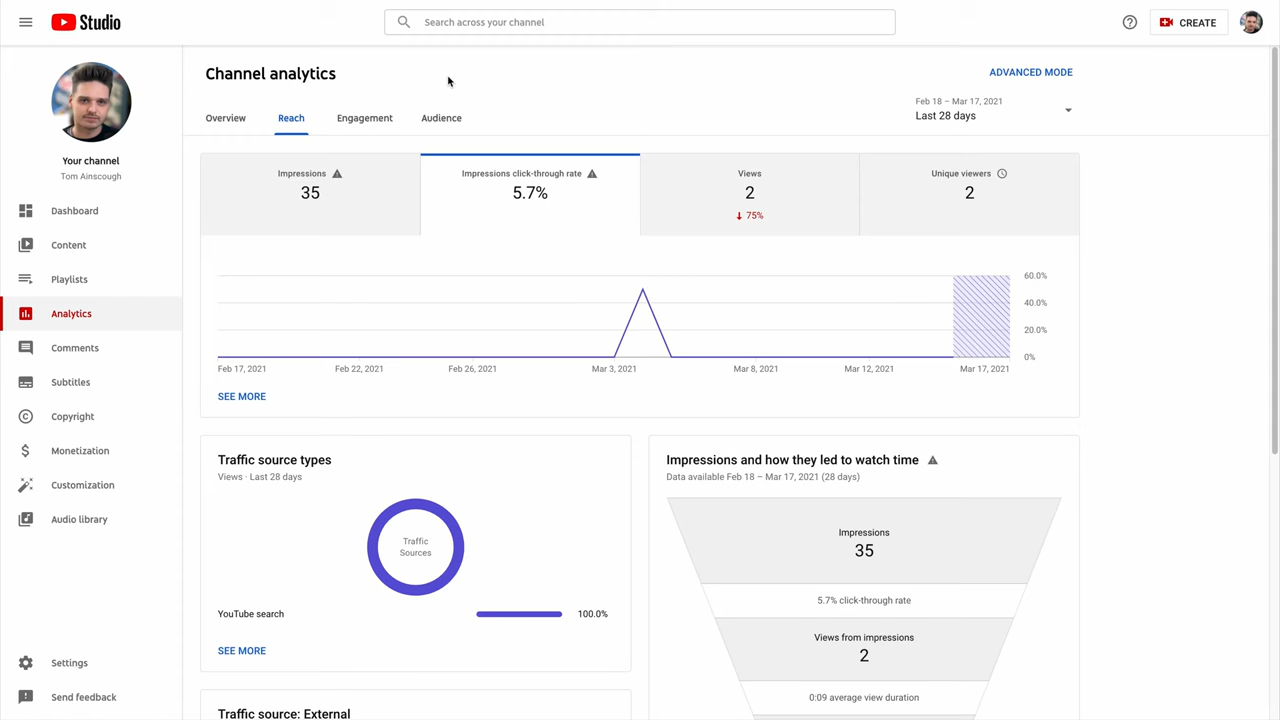 Studio
Search across your channel
CREATE
Your channel
Tom Ainscough
Dashboard
Content
Playlists
Analytics
Comments
Subtitles
Copyright
Monetization
Customization
Audio library
Settings
Send feedback
Channel analytics
ADVANCED MODE
Feb 18 – Mar 17, 2021
Last 28 days
Overview
Reach
Engagement
Audience
Impressions
35
Impressions click-through rate
5.7%
Views
2
75%
Unique viewers
2
60.0%
40.0%
20.0%
0%
Feb 17, 2021
Feb 22, 2021
Feb 26, 2021
Mar 3, 2021
Mar 8, 2021
Mar 12, 2021
Mar 17, 2021
SEE MORE
Traffic source types
Views · Last 28 days
Traffic
Sources
YouTube search
100.0%
SEE MORE
Traffic source: External
Impressions and how they led to watch time
Data available Feb 18 – Mar 17, 2021 (28 days)
Impressions
35
5.7% click-through rate
Views from impressions
2
0:09 average view duration